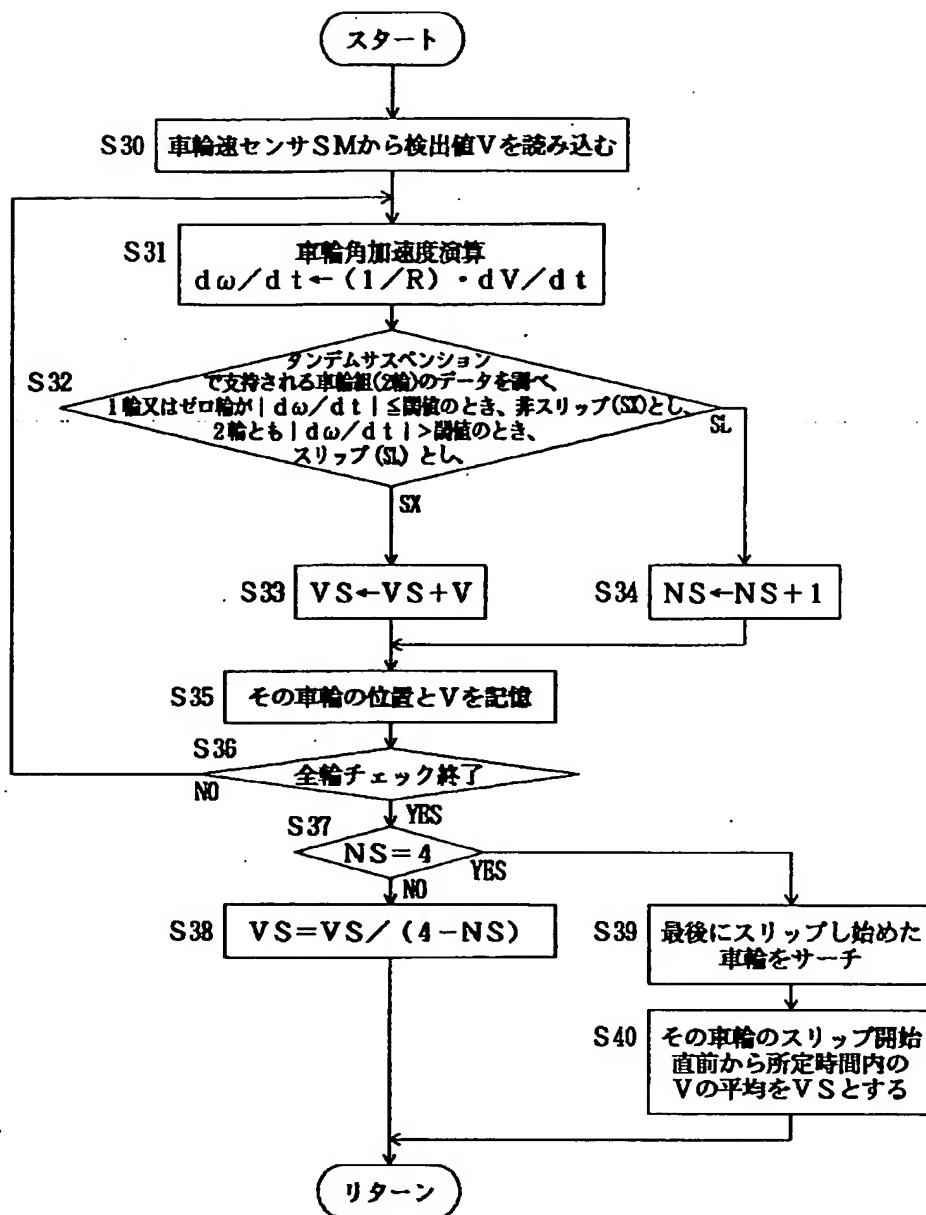 スタート
S30
車輪速センサSMから検出値Vを読み込む
S31
車輪角加速度演算
dω/dt←(1/R)・dV/dt
S32
タンデムサスペンション
で支持される車輪組(2輪)のデータを調べ、
1輪又はゼロ輪が|dω/dt|≦閾値のとき、非スリップ(SX)とし、
2輪とも|dω/dt|>閾値のとき、
スリップ(SL)とし、
SL
SX
S33
VS←VS+V
S34
NS←NS+1
S35
その車輪の位置とVを記憶
S36
全輪チェック終了
NO
YES
S37
NS=4
YES
NO
S38
VS=VS/(4-NS)
S39
最後にスリップし始めた
車輪をサーチ
S40
その車輪のスリップ開始
直前から所定時間内の
Vの平均をVSとする
リターン